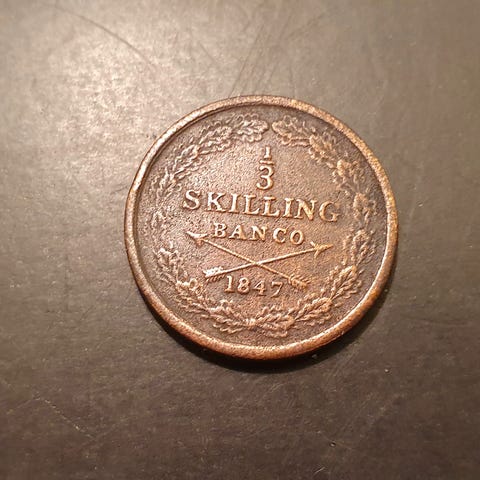 1/3
SKILLING
BANCO
1847